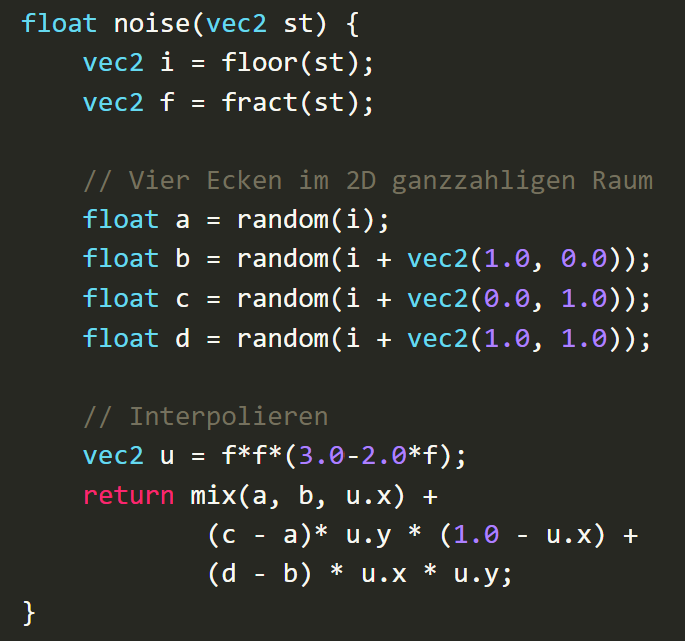 float noise(vec2 st) {
    vec2 i = floor(st);
    vec2 f = fract(st);

    // Vier Ecken im 2D ganzzahligen Raum
    float a = random(i);
    float b = random(i + vec2(1.0, 0.0));
    float c = random(i + vec2(0.0, 1.0));
    float d = random(i + vec2(1.0, 1.0));

    // Interpolieren
    vec2 u = f*f*(3.0-2.0*f);
    return mix(a, b, u.x) +
            (c - a)* u.y * (1.0 - u.x) +
            (d - b) * u.x * u.y;
}